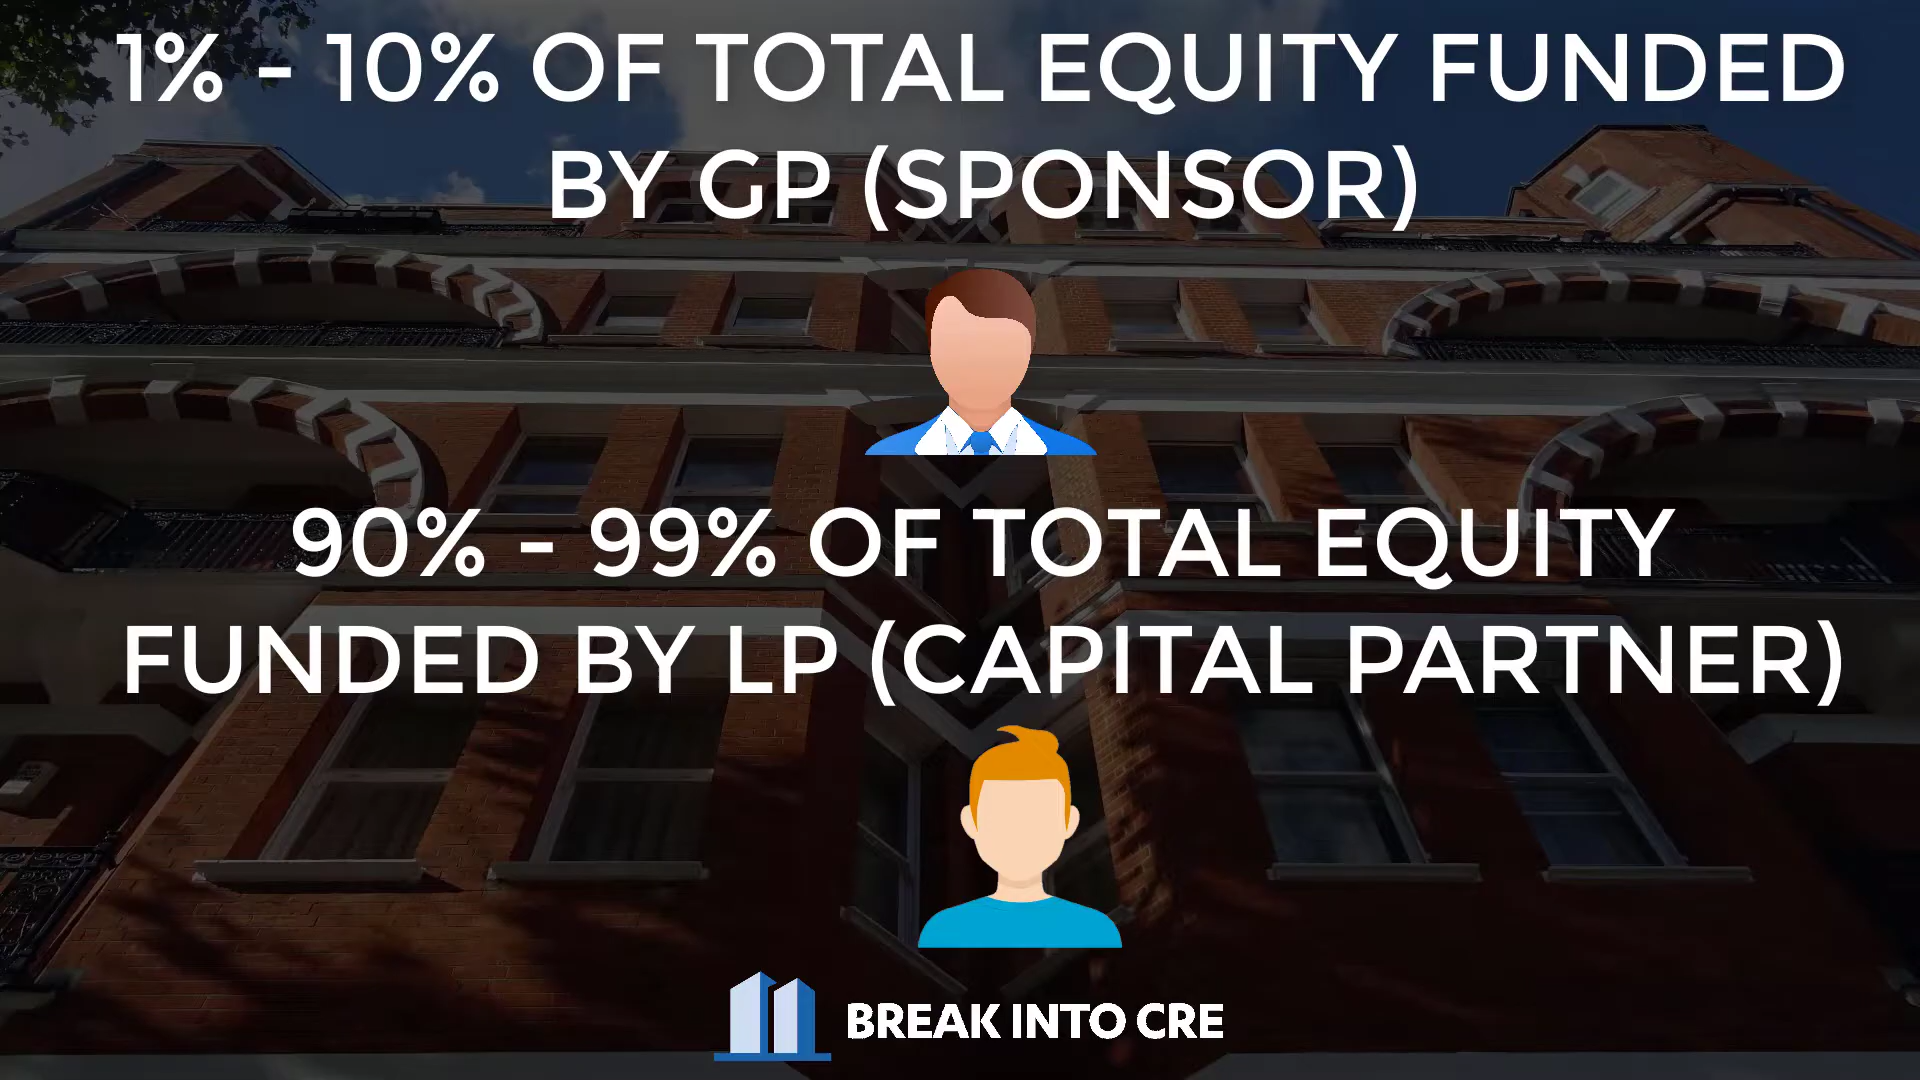 1% - 10% OF TOTAL EQUITY FUNDED
BY GP (SPONSOR)
90% - 99% OF TOTAL EQUITY
FUNDED BY LP (CAPITAL PARTNER)
BREAK INTO CRE